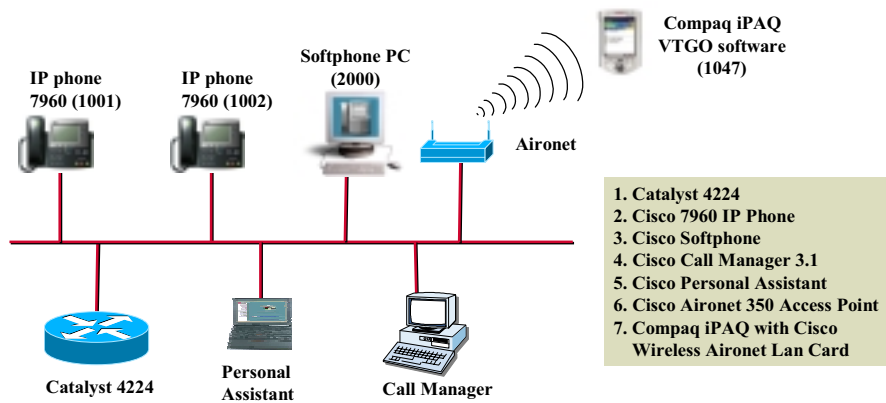 Compaq iPAQ
VTGO software
(1047)
Softphone PC
(2000)
IP phone
7960 (1001)
IP phone
7960 (1002)
Aironet
1. Catalyst 4224
2. Cisco 7960 IP Phone
3. Cisco Softphone
4. Cisco Call Manager 3.1
5. Cisco Personal Assistant
6. Cisco Aironet 350 Access Point
7. Compaq iPAQ with Cisco
Wireless Aironet Lan Card
Catalyst 4224
Personal
Assistant
Call Manager